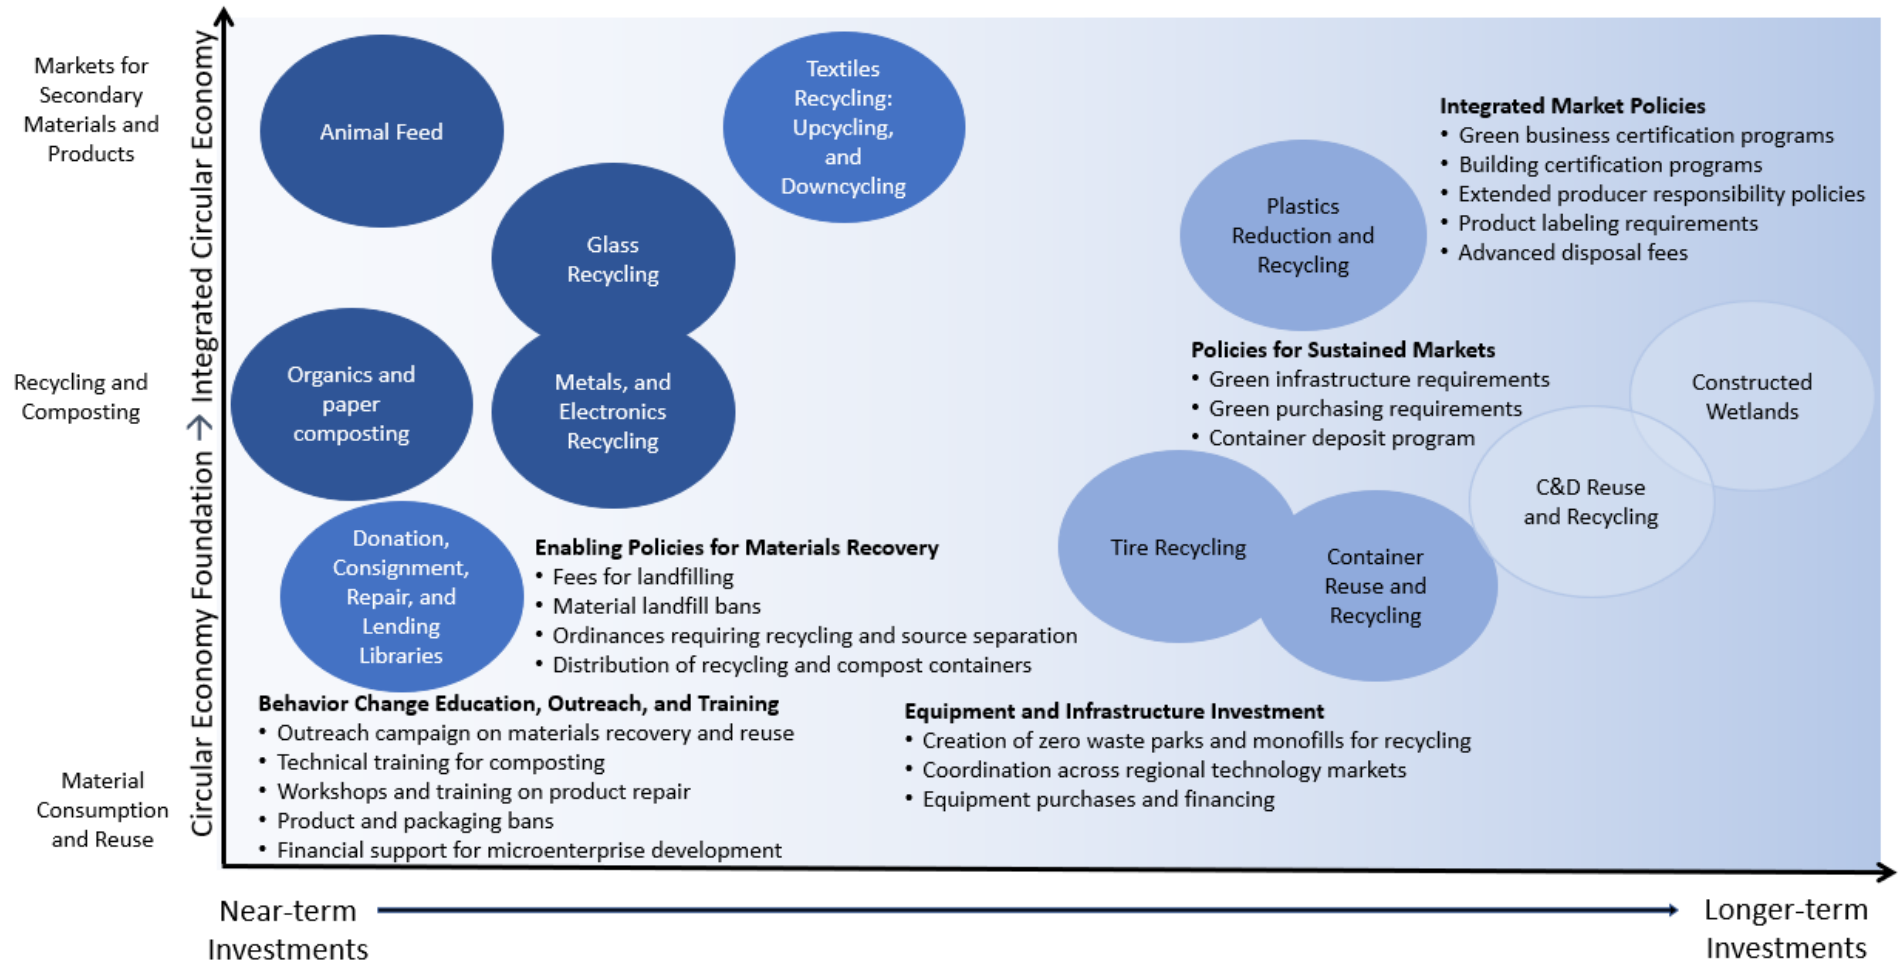 Markets for
Secondary
Materials and
Products
Recycling and
Composting
Material
Consumption
and Reuse
Circular Economy Foundation → Integrated Circular Economy
Animal Feed
Textiles
Recycling:
Upcycling,
and
Downcycling
Glass
Recycling
Plastics
Reduction and
Recycling
Integrated Market Policies
• Green business certification programs
• Building certification programs
• Extended producer responsibility policies
• Product labeling requirements
• Advanced disposal fees
Organics and
paper
composting
Metals, and
Electronics
Recycling
Policies for Sustained Markets
• Green infrastructure requirements
• Green purchasing requirements
• Container deposit program
Constructed
Wetlands
C&D Reuse
and Recycling
Tire Recycling
Container
Reuse and
Recycling
Donation,
Consignment,
Repair, and
Lending
Libraries
Enabling Policies for Materials Recovery
• Fees for landfilling
• Material landfill bans
• Ordinances requiring recycling and source separation
• Distribution of recycling and compost containers
Behavior Change Education, Outreach, and Training
• Outreach campaign on materials recovery and reuse
• Technical training for composting
• Workshops and training on product repair
• Product and packaging bans
• Financial support for microenterprise development
Equipment and Infrastructure Investment
• Creation of zero waste parks and monofills for recycling
• Coordination across regional technology markets
• Equipment purchases and financing
Near-term
Investments
Longer-term
Investments